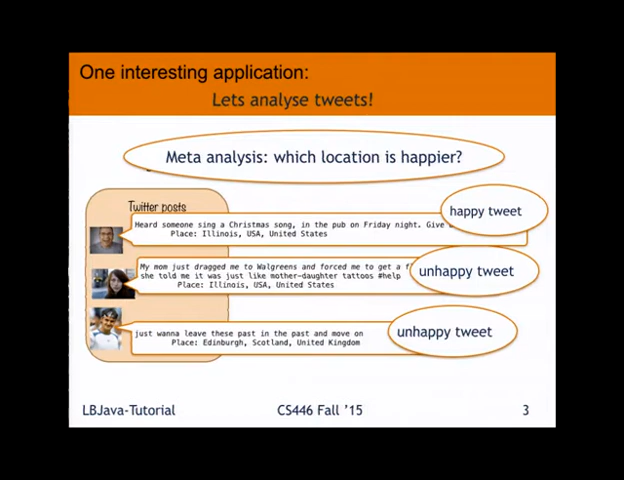 One interesting application:
Lets analyse tweets!
Meta analysis: which location is happier?
Twitter posts
Heard someone sing a Christmas song, in the pub on Friday night. Give
Place: Illinois, USA, United States
happy tweet
My mom just dragged me to Walgreens and forced me to get a
she told me it was just like mother-daughter tattoos #help
Place: Illinois, USA, United States
unhappy tweet
just wanna leave these past in the past and move on
Place: Edinburgh, Scotland, United Kingdom
unhappy tweet
LBJava-Tutorial
CS446 Fall '15
3